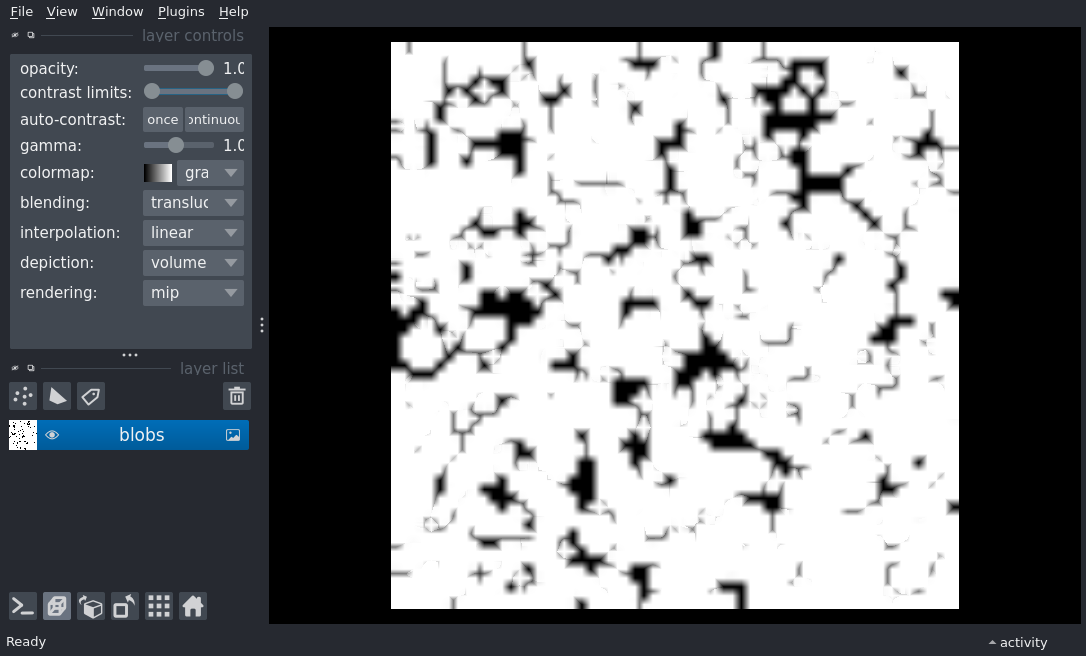 File View Window Plugins Help
layer controls
opacity: 1.0
contrast limits:
auto-contrast: once ontinuou
gamma: 1.0
colormap: gra
blending: transluc
interpolation: linear
depiction: volume
rendering: mip
layer list
blobs
Ready
activity